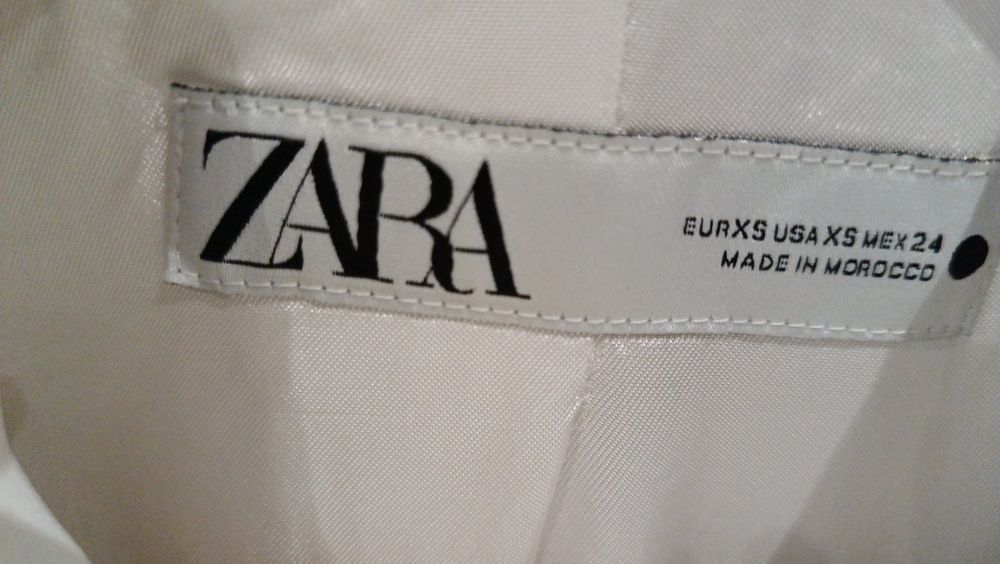 ZARA
EUR XS USA XS MEX 24
MADE IN MOROCCO